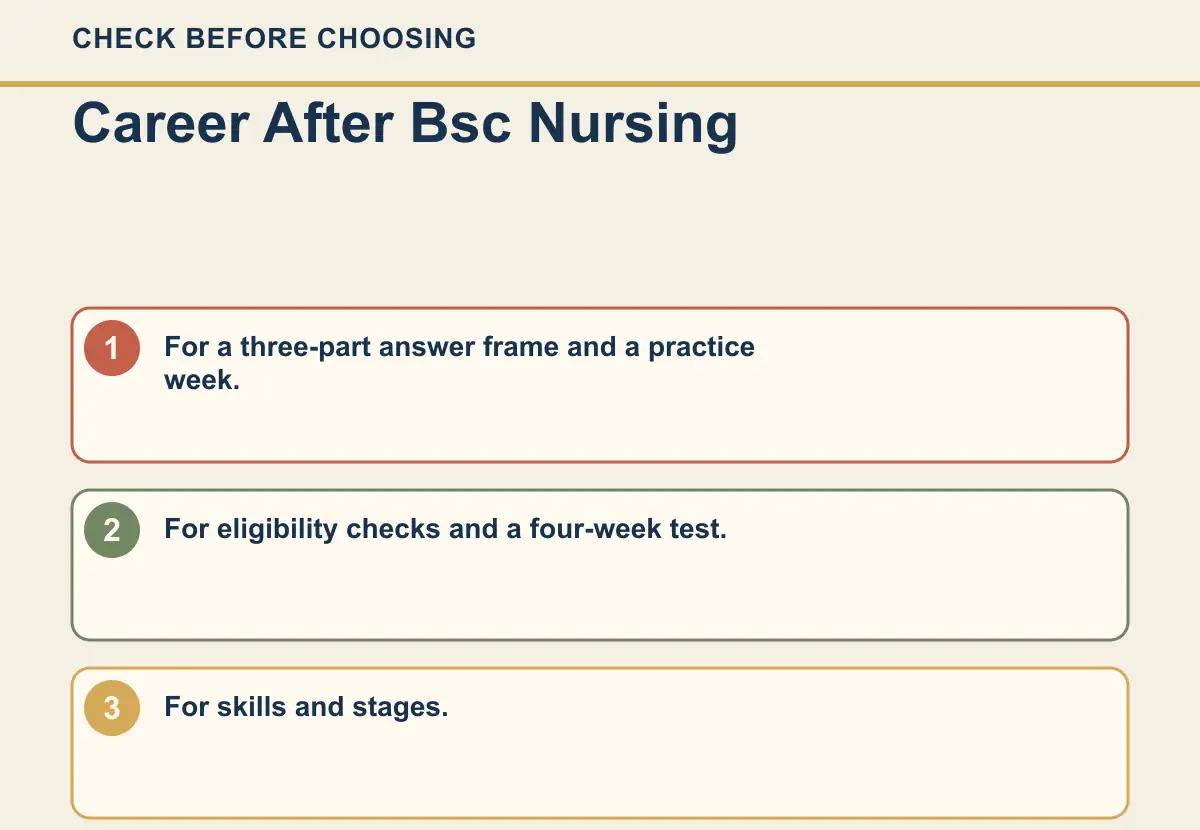 CHECK BEFORE CHOOSING
Career After Bsc Nursing
1
For a three-part answer frame and a practice
week.
2
For eligibility checks and a four-week test.
3
For skills and stages.